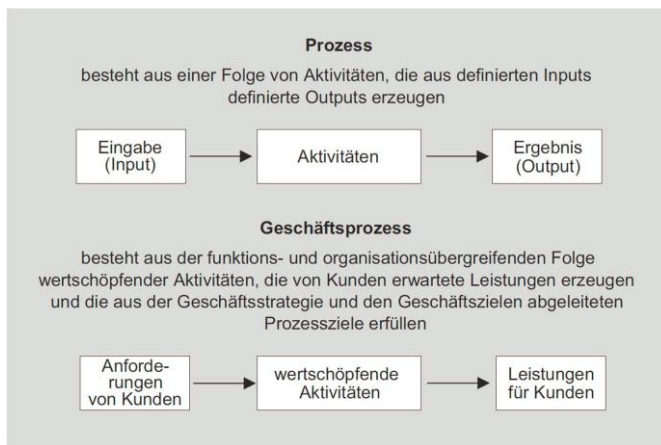 Prozess
besteht aus einer Folge von Aktivitäten, die aus definierten Inputs
definierte Outputs erzeugen
Eingabe
(Input)
Aktivitäten
Ergebnis
(Output)
Geschäftsprozess
besteht aus der funktions- und organisationsübergreifenden Folge
wertschöpfender Aktivitäten, die von Kunden erwartete Leistungen erzeugen
und die aus der Geschäftsstrategie und den Geschäftszielen abgeleiteten
Prozessziele erfüllen
Anforde-
rungen
von Kunden
wertschöpfende
Aktivitäten
Leistungen
für Kunden